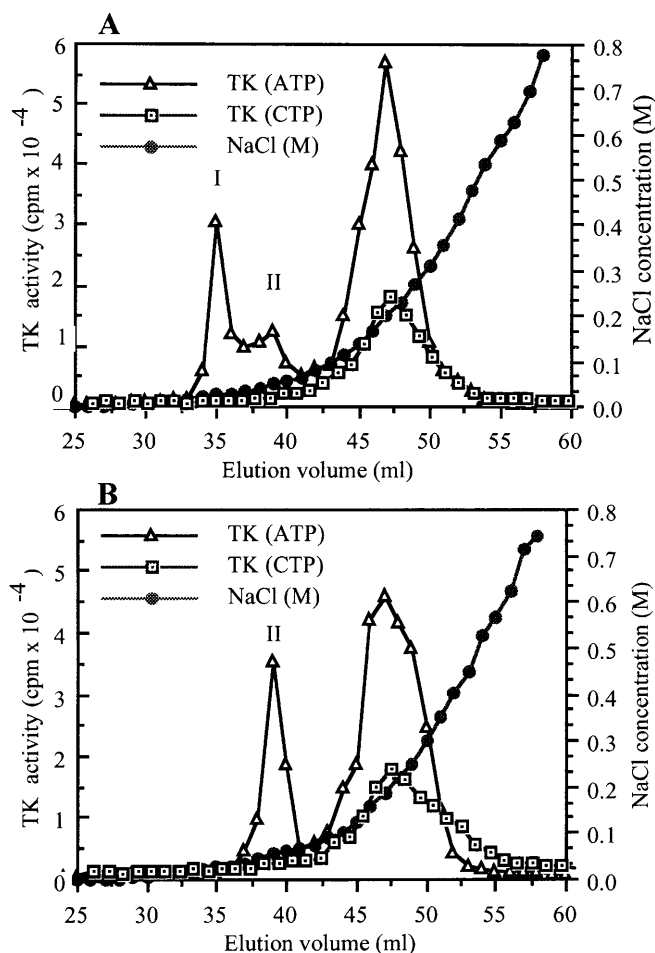 A
TK activity (cpm x 10⁻⁴)
6
5
4
3
2
1
0
TK (ATP)
TK (CTP)
NaCl (M)
I
II
0.8
0.7
0.6
0.5
0.4
0.3
0.2
0.1
0.0
NaCl concentration (M)
25 30 35 40 45 50 55 60
Elution volume (ml)
B
TK activity (cpm x 10⁻⁴)
6
5
4
3
2
1
0
TK (ATP)
TK (CTP)
NaCl (M)
II
0.8
0.7
0.6
0.5
0.4
0.3
0.2
0.1
0.0
NaCl concentration (M)
25 30 35 40 45 50 55 60
Elution volume (ml)